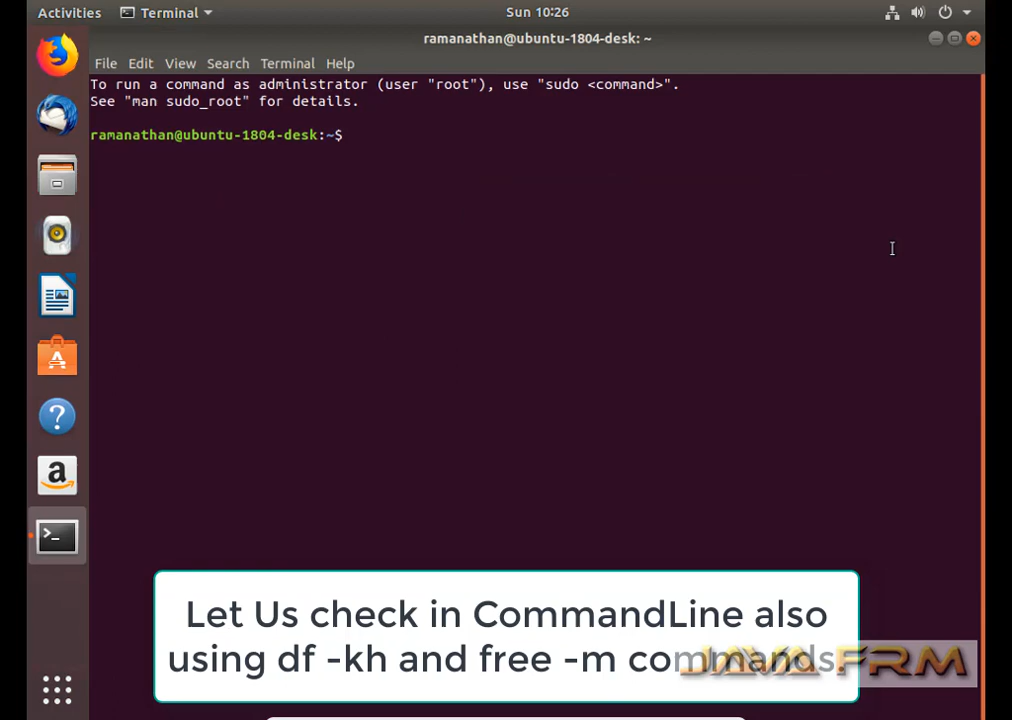 Activities Terminal Sun 10:26
ramanathan@ubuntu-1804-desk: ~
File Edit View Search Terminal Help
To run a command as administrator (user "root"), use "sudo <command>".
See "man sudo_root" for details.
ramanathan@ubuntu-1804-desk:~$
Let Us check in CommandLine also
using df -kh and free -m commands.
JAVA FRM